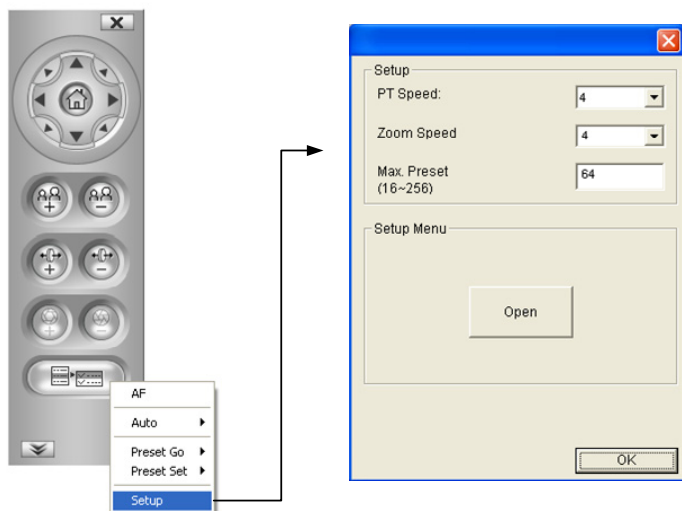 AF
Auto
Preset Go
Preset Set
Setup
Setup
PT Speed:
4
Zoom Speed
4
Max. Preset
64
(16~256)
Setup Menu
Open
OK